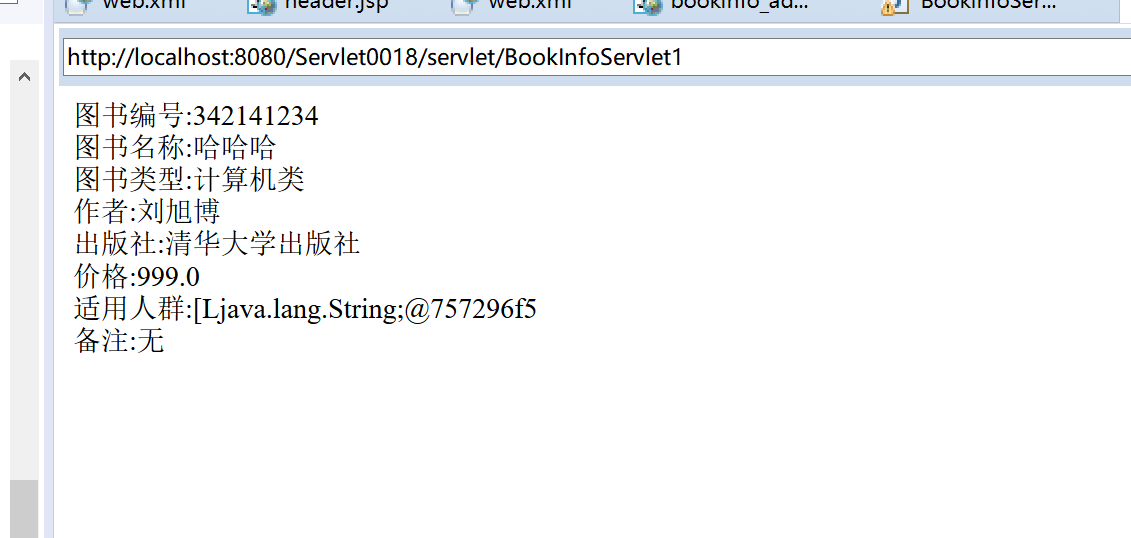 web.xml header.jsp web.xml bookInfo_ad... BookInfoSer...
http://localhost:8080/Servlet0018/servlet/BookInfoServlet1
图书编号:342141234
图书名称:哈哈哈
图书类型:计算机类
作者:刘旭博
出版社:清华大学出版社
价格:999.0
适用人群:[Ljava.lang.String;@757296f5
备注:无